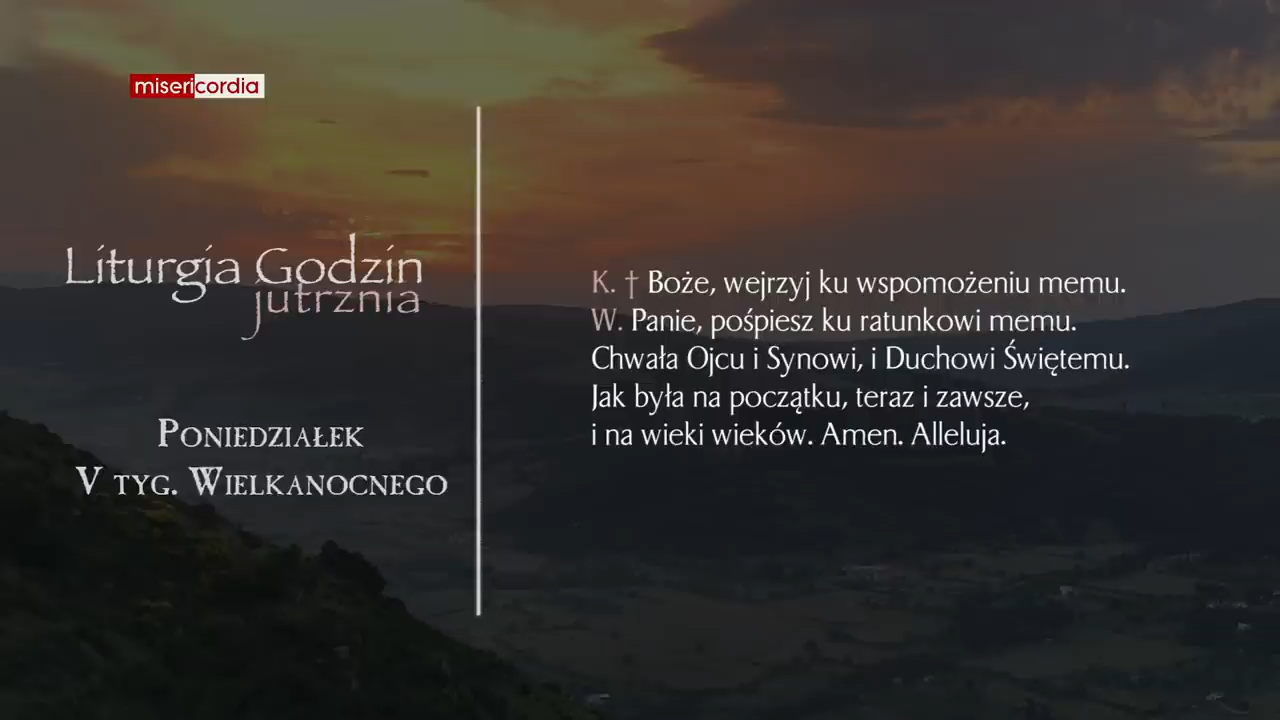 misericordia
Liturgia Godzin
jutrznia
Poniedziałek
V tyg. Wielkanocnego
K. † Boże, wejrzyj ku wspomożeniu memu.
W. Panie, pośpiesz ku ratunkowi memu.
Chwała Ojcu i Synowi, i Duchowi Świętemu.
Jak była na początku, teraz i zawsze,
i na wieki wieków. Amen. Alleluja.